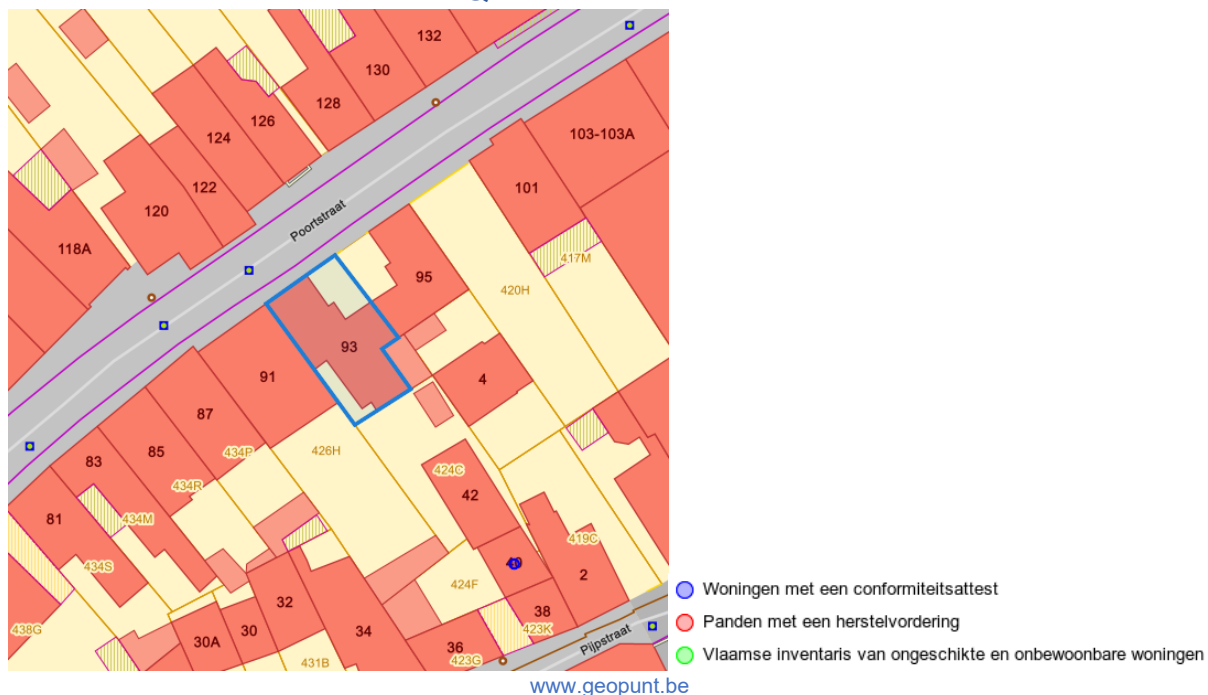 132
130
128
126
124
122
120
118A
103-103A
101
Poortstraat
417M
95
420H
93
91
4
87
434P
426H
83
85
434R
424C
42
81
434M
434S
419C
2
424F
32
38
438G
30A
30
34
36
423K
Pijpstraat
431B
423G
Woningen met een conformiteitsattest
Panden met een herstelvordering
Vlaamse inventaris van ongeschikte en onbewoonbare woningen
www.geopunt.be